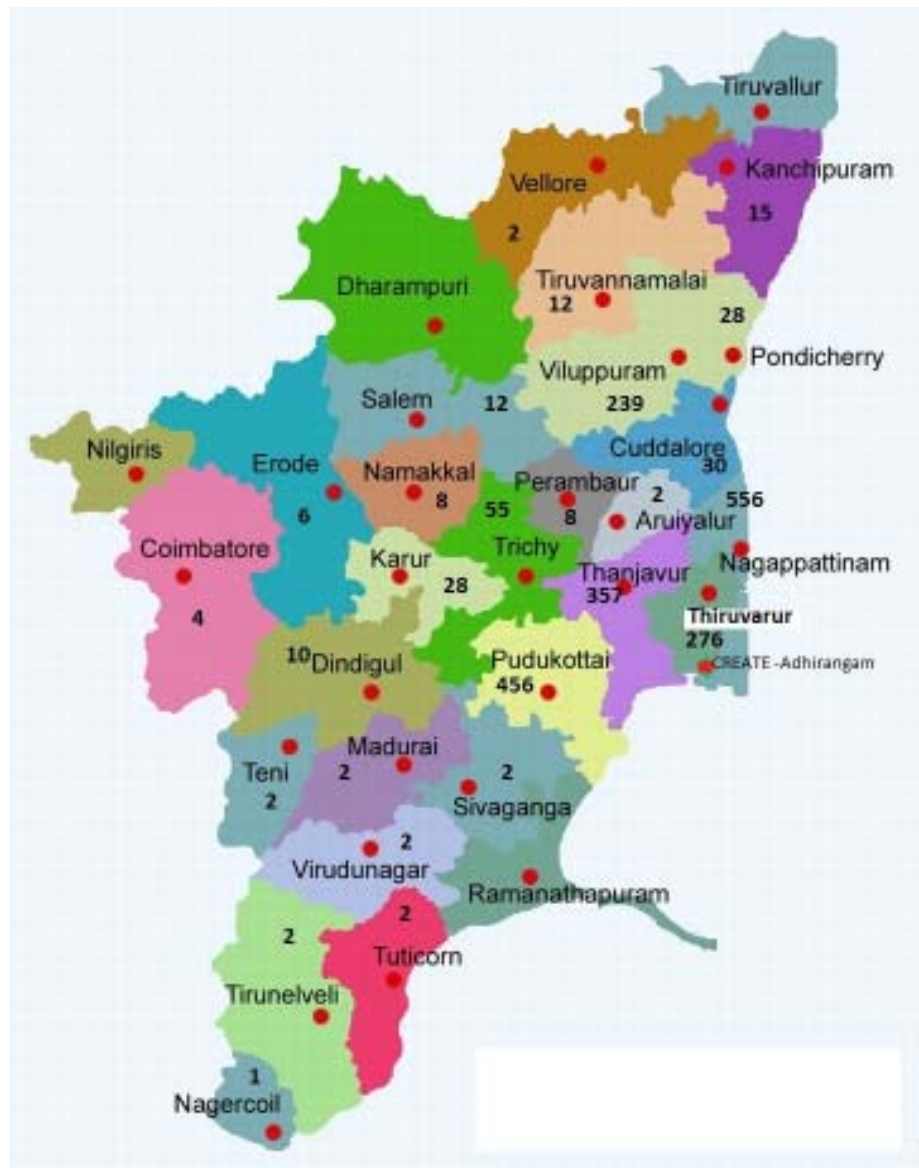 Tiruvallur
Kanchipuram
Vellore
15
2
Dharampuri
Tiruvannamalai
12
28
Viluppuram
Pondicherry
239
Salem
12
Cuddalore
30
Nilgiris
Erode
6
Namakkal
8
55
Perambaur
8
2
Aruiyalur
556
Nagappattinam
Coimbatore
4
Karur
28
Trichy
Thanjavur
357
Thiruvarur
276
CREATE-Adhirangam
10 Dindigul
Pudukottai
456
Madurai
2
Teni
2
2
Sivaganga
2
Virudunagar
Ramanathapuram
2
Tuticorn
2
Tirunelveli
1
Nagercoil